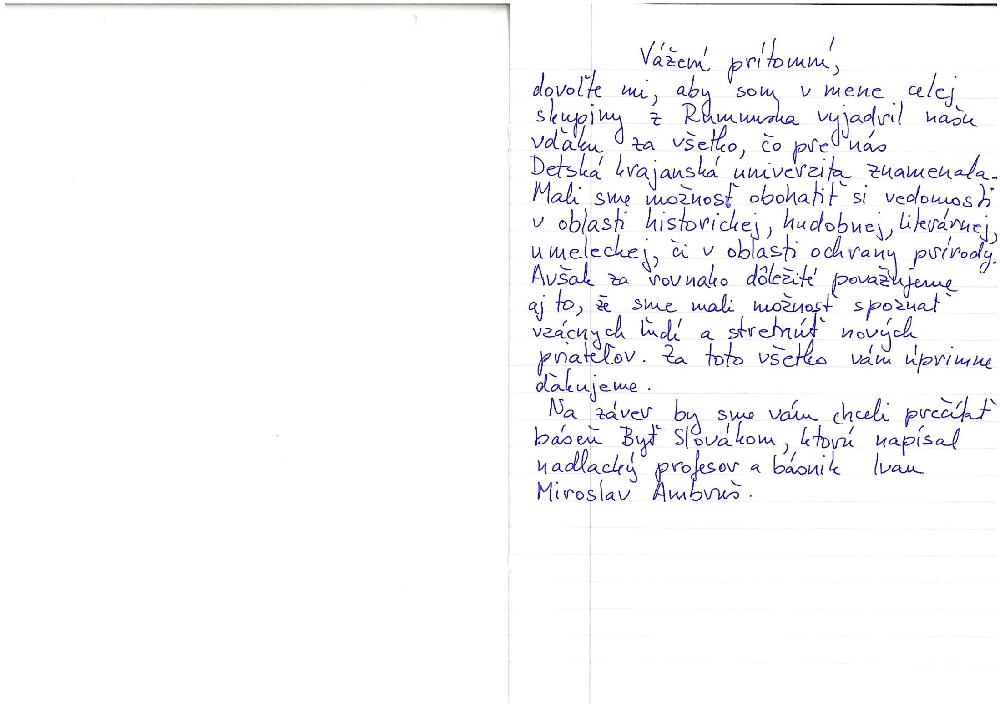 Vážení prítomní,
dovoľte mi, aby som v mene celej
skupiny z Rumunska vyjadril našu
vďaku za všetko, čo pre nás
Detská krajanská univerzita znamenala.
Mali sme možnosť obohatiť si vedomosti
v oblasti historickej, hudobnej, literárnej,
umeleckej, či v oblasti ochrany prírody.
Avšak za rovnako dôležité považujeme
aj to, že sme mali možnosť spoznať
vzácnych ľudí a stretnúť nových
priateľov. Za toto všetko vám úprimne
ďakujeme.
Na záver by sme vám chceli prečítať
báseň Byť Slovákom, ktorú napísal
nadlacký profesor a básnik Ivan
Miroslav Ambruš.